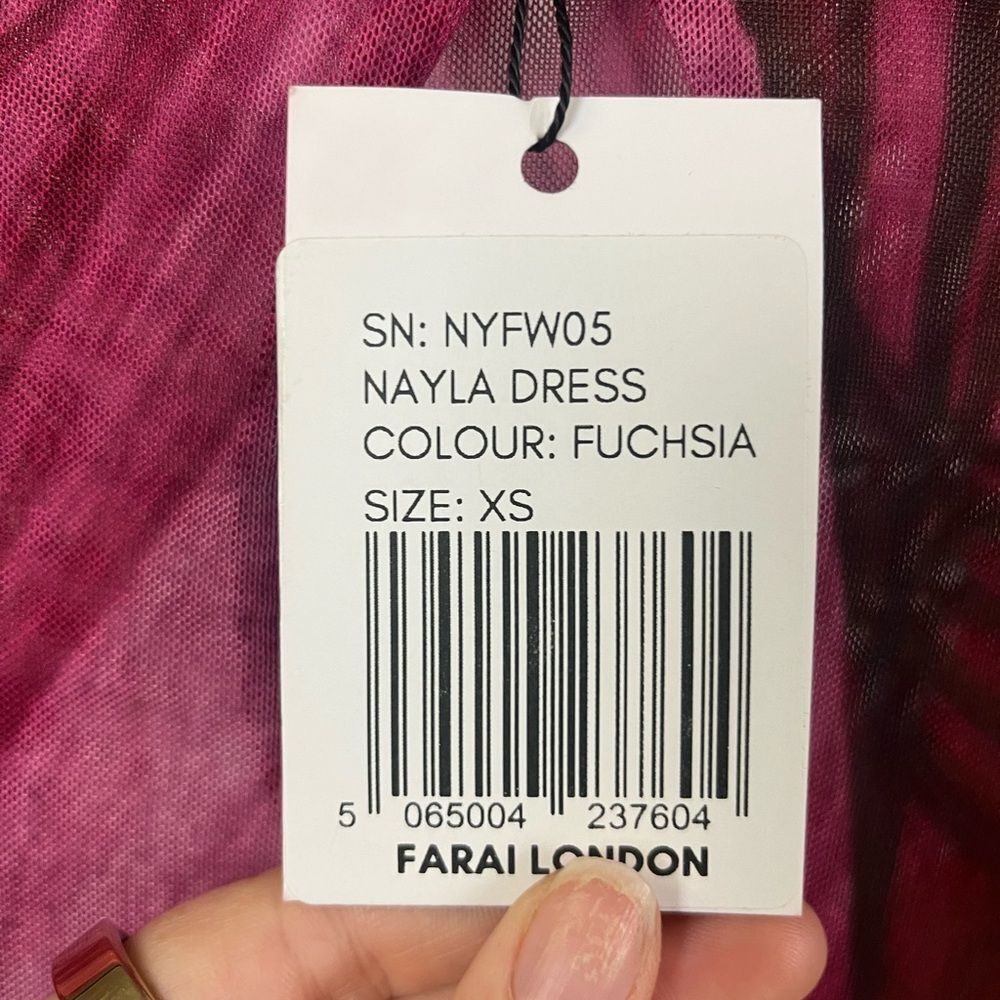 SN: NYFW05
NAYLA DRESS
COLOUR: FUCHSIA
SIZE: XS
5 065004 237604
FARAI LONDON